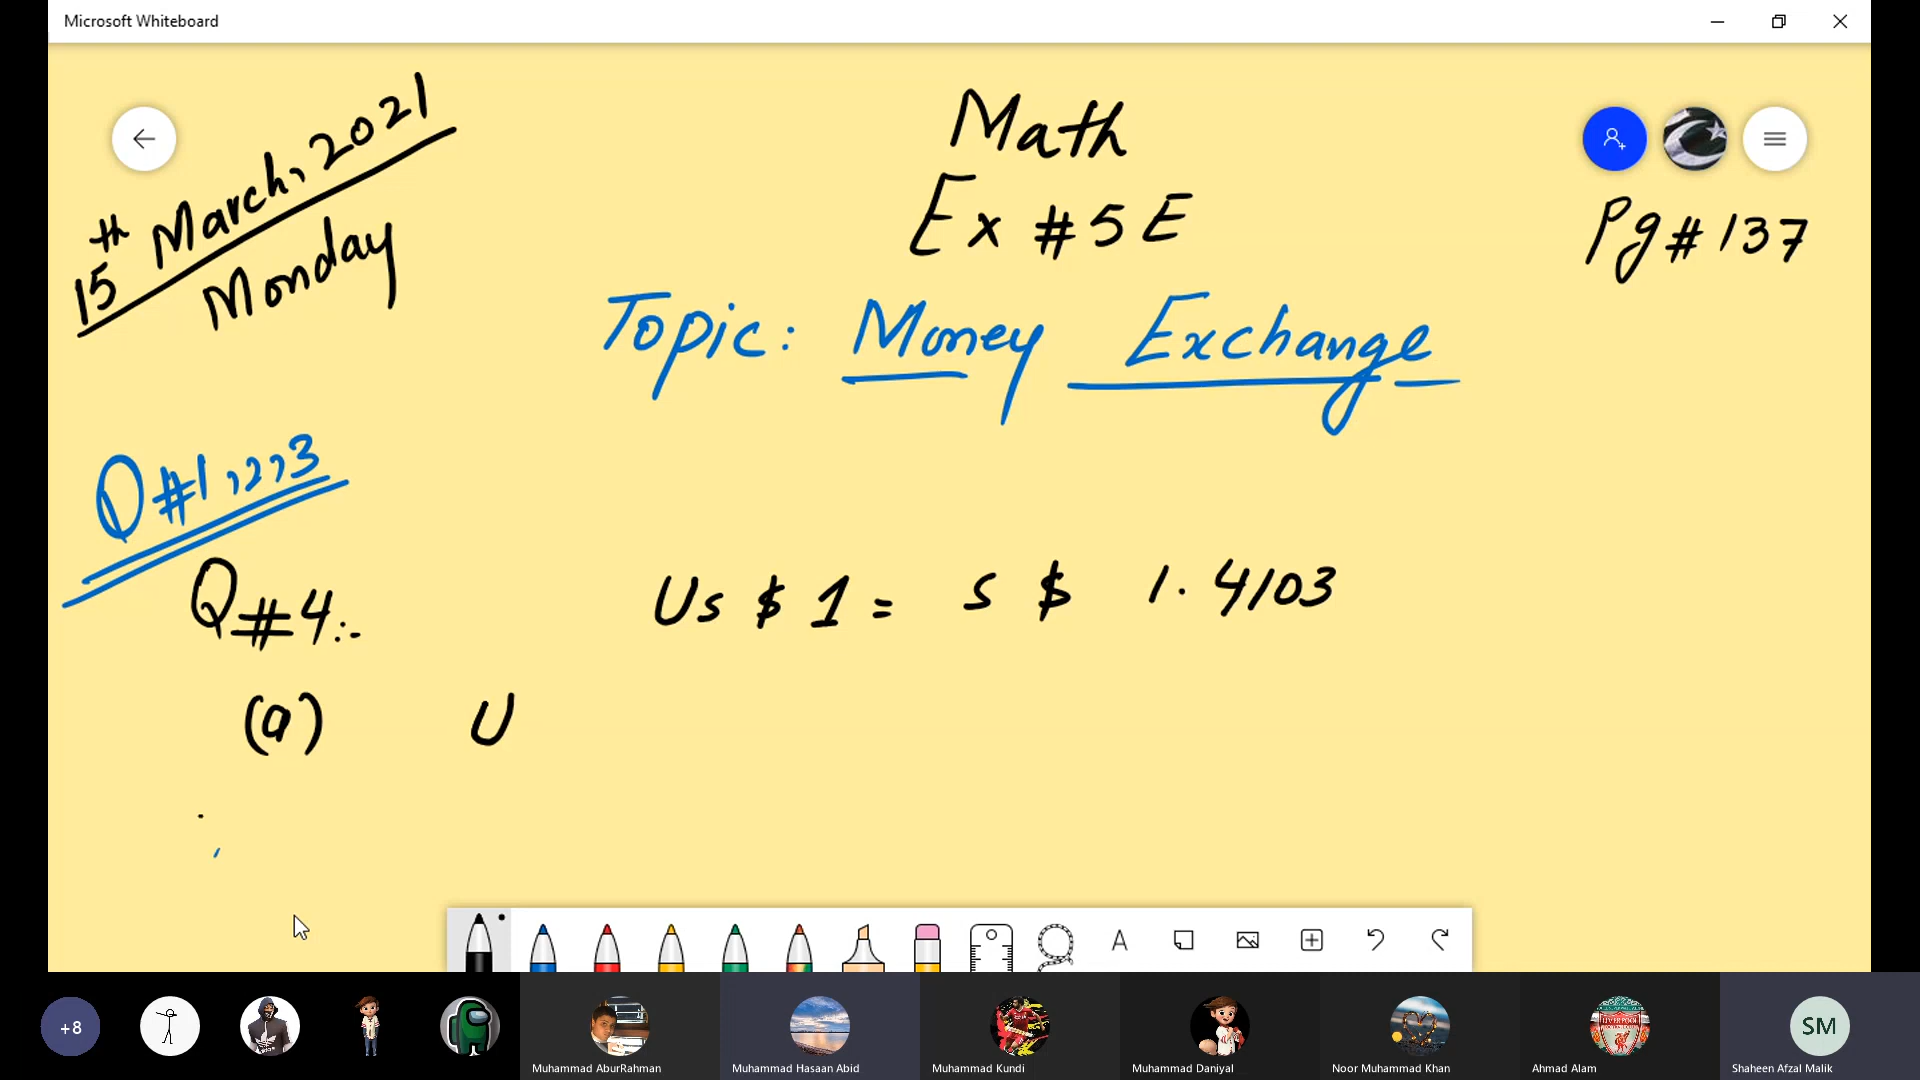 Microsoft Whiteboard
15th March, 2021
Monday
Math
Ex #5E
Pg# 137
Topic: Money Exchange
Q#1,2,3
Q#4:-
Us $ 1 = S $ 1.4103
(a) U
+8
Muhammad AburRahman
Muhammad Hasaan Abid
Muhammad Kundi
Muhammad Daniyal
Noor Muhammad Khan
Ahmad Alam
LIVERPOOL
SM
Shaheen Afzal Malik